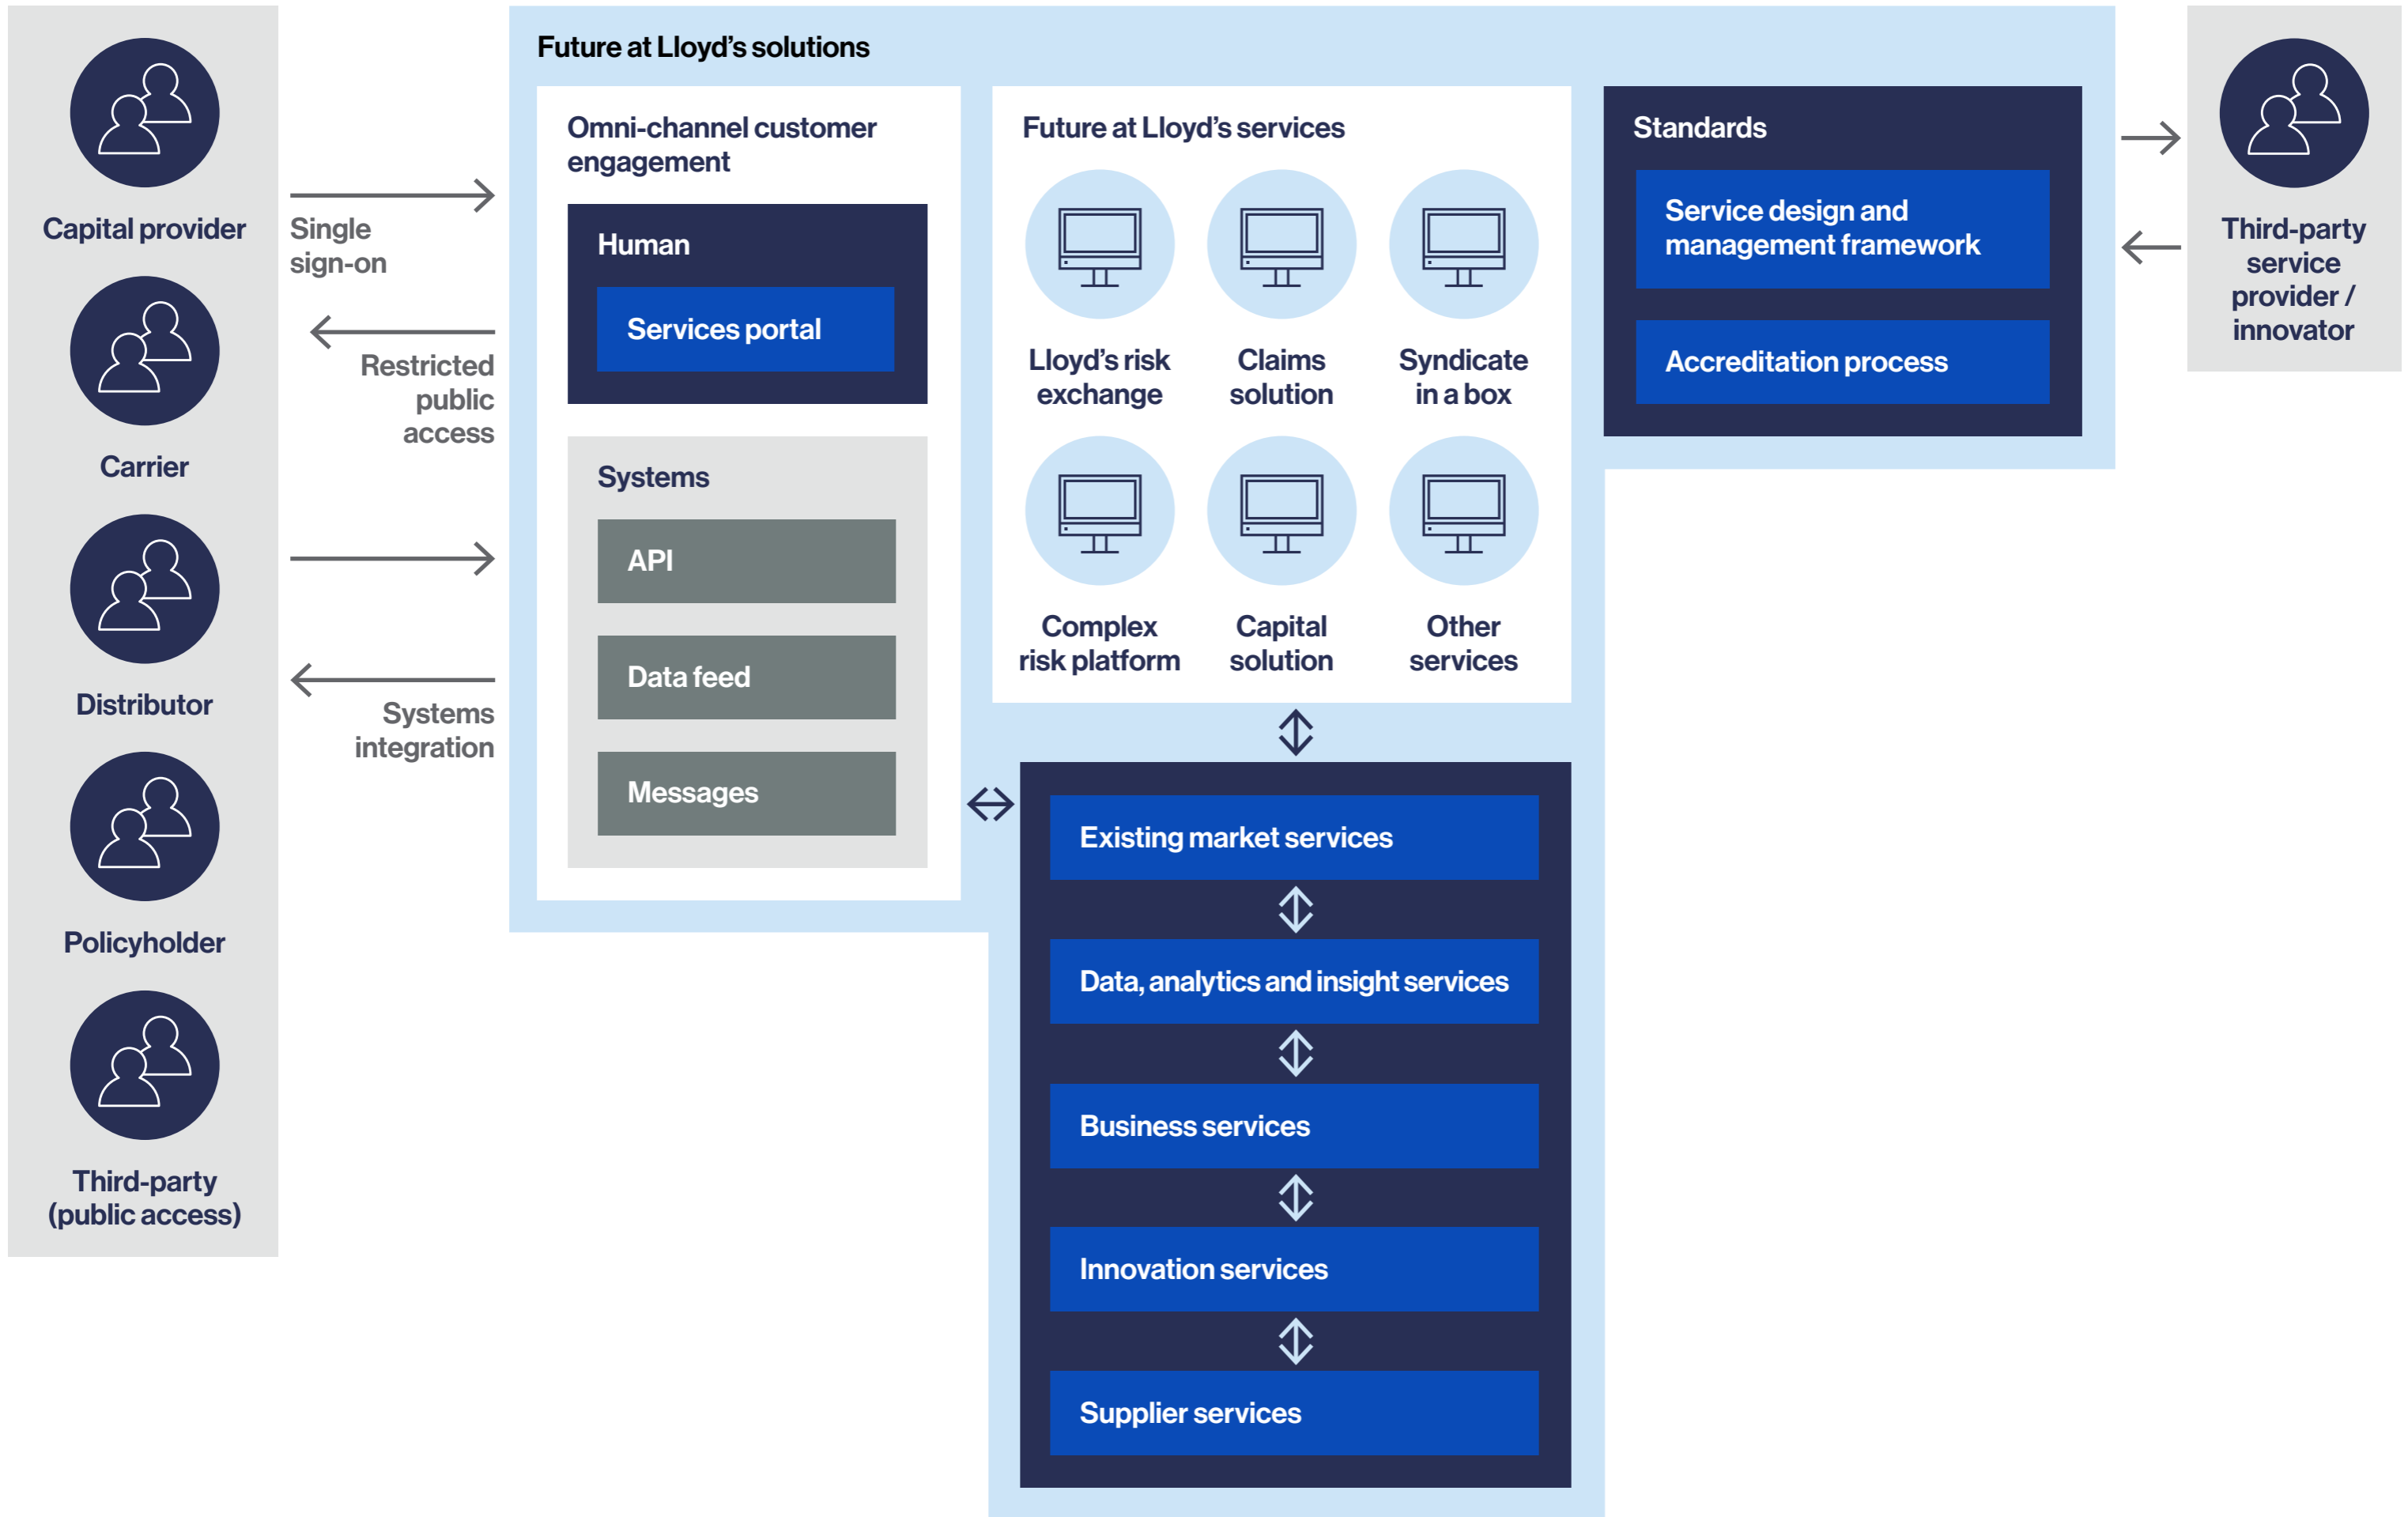 Capital provider
Carrier
Distributor
Policyholder
Third-party
(public access)
Single
sign-on
Restricted
public
access
Systems
integration
Future at Lloyd’s solutions
Omni-channel customer
engagement
Human
Services portal
Systems
API
Data feed
Messages
Future at Lloyd’s services
Lloyd’s risk
exchange
Claims
solution
Syndicate
in a box
Complex
risk platform
Capital
solution
Other
services
Existing market services
Data, analytics and insight services
Business services
Innovation services
Supplier services
Standards
Service design and
management framework
Accreditation process
Third-party
service
provider /
innovator